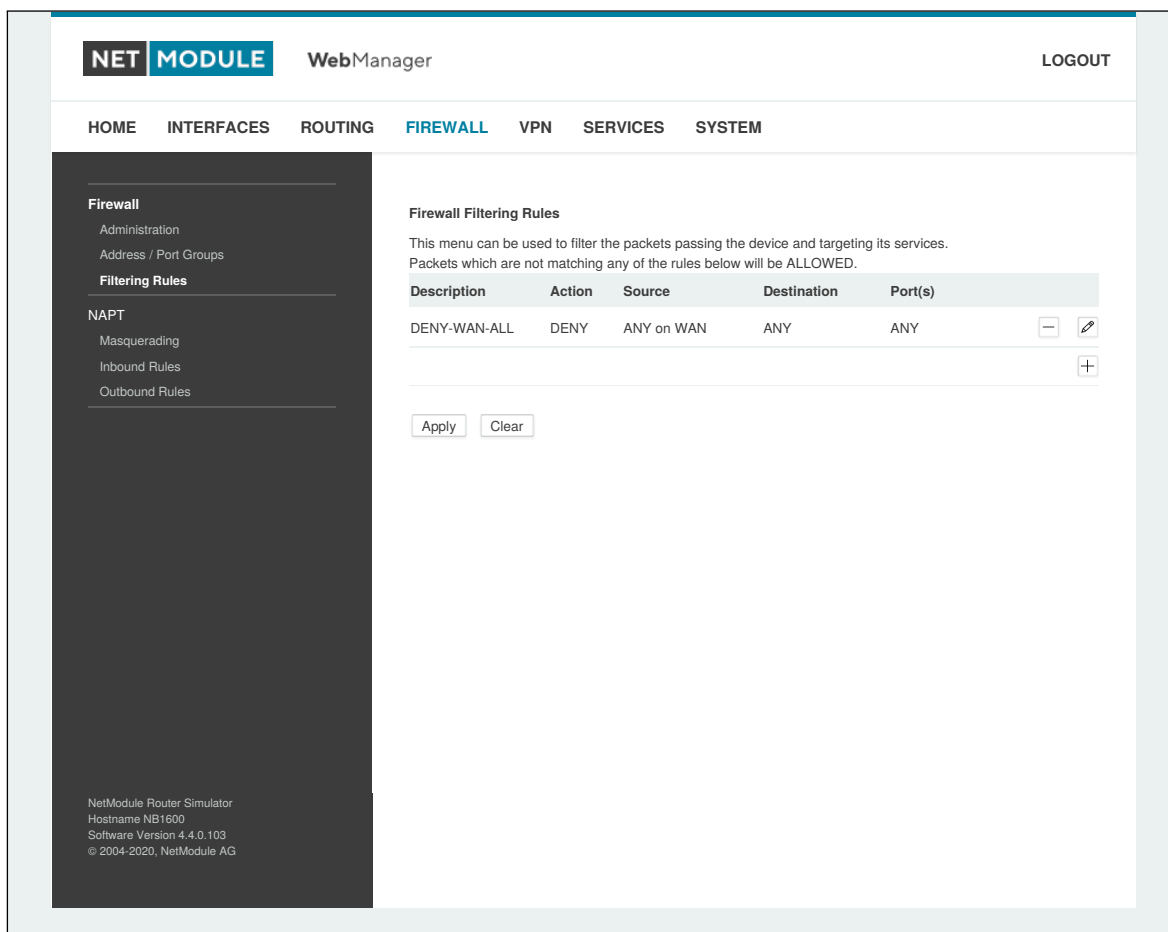 NET MODULE WebManager LOGOUT
HOME INTERFACES ROUTING FIREWALL VPN SERVICES SYSTEM
Firewall
Administration
Address / Port Groups
Filtering Rules
NAPT
Masquerading
Inbound Rules
Outbound Rules
Firewall Filtering Rules
This menu can be used to filter the packets passing the device and targeting its services.
Packets which are not matching any of the rules below will be ALLOWED.
Description Action Source Destination Port(s)
DENY-WAN-ALL DENY ANY on WAN ANY ANY
Apply Clear
NetModule Router Simulator
Hostname NB1600
Software Version 4.4.0.103
© 2004-2020, NetModule AG